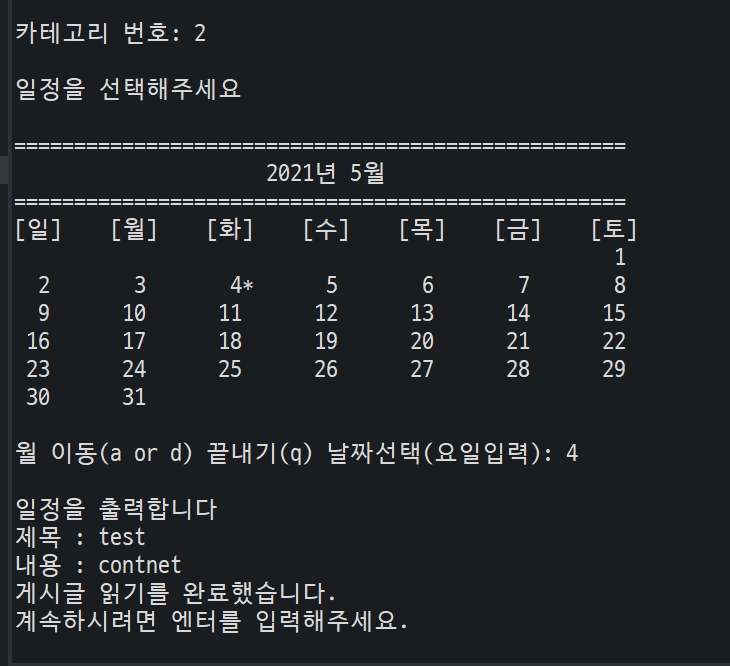 카테고리 번호: 2
일정을 선택해주세요
===================================================
2021년 5월
===================================================
[일] [월] [화] [수] [목] [금] [토]
1
2 3 4* 5 6 7 8
9 10 11 12 13 14 15
16 17 18 19 20 21 22
23 24 25 26 27 28 29
30 31
월 이동(a or d) 끝내기(q) 날짜선택(요일입력): 4
일정을 출력합니다
제목 : test
내용 : contnet
게시글 읽기를 완료했습니다.
계속하시려면 엔터를 입력해주세요.